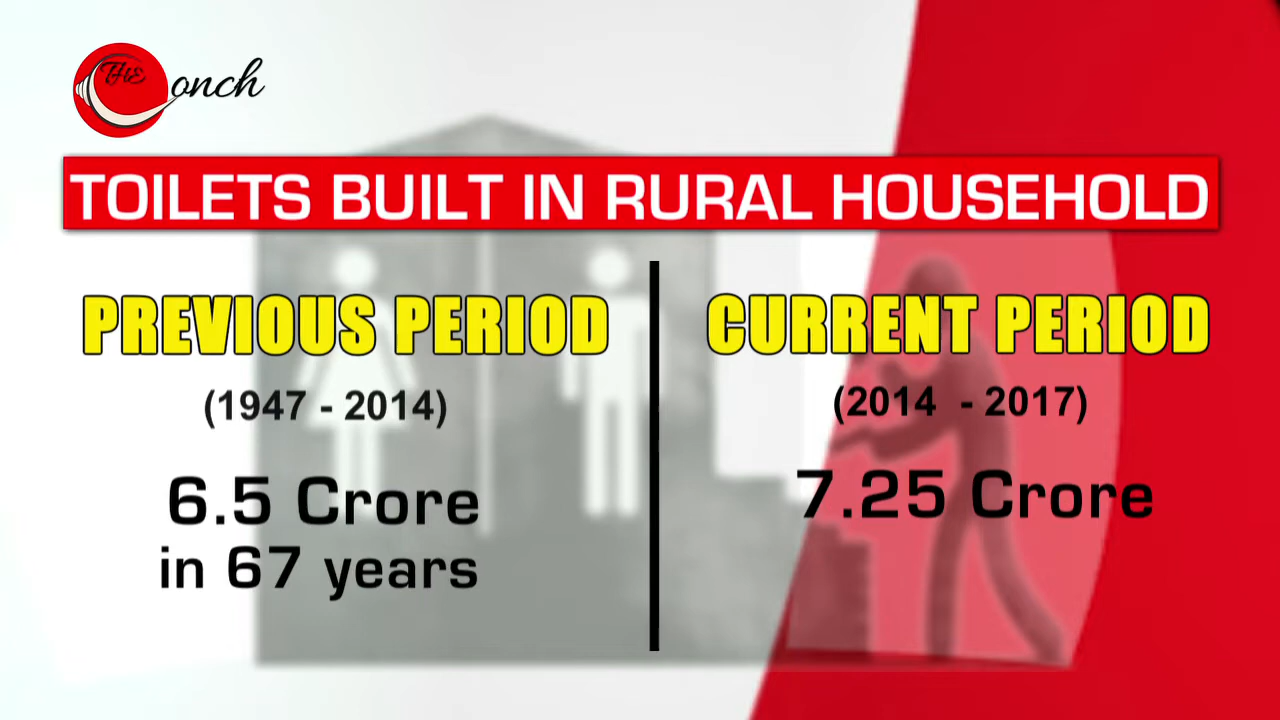 THE Conch
TOILETS BUILT IN RURAL HOUSEHOLD
PREVIOUS PERIOD
(1947 - 2014)
6.5 Crore
in 67 years
CURRENT PERIOD
(2014 - 2017)
7.25 Crore